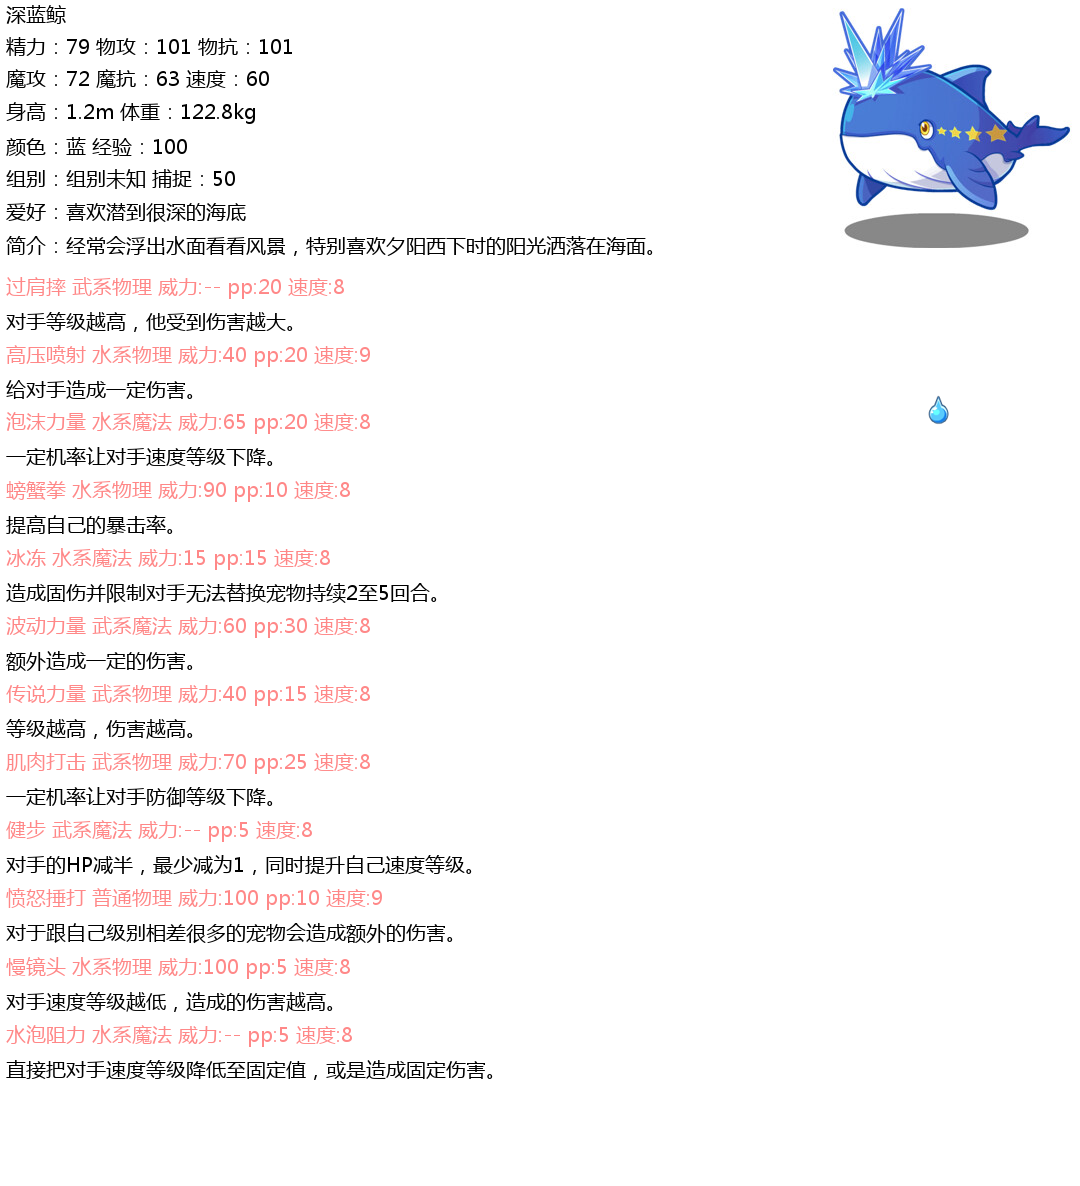 深蓝鲸
精力：79 物攻：101 物抗：101
魔攻：72 魔抗：63 速度：60
身高：1.2m 体重：122.8kg
颜色：蓝 经验：100
组别：组别未知 捕捉：50
爱好：喜欢潜到很深的海底
简介：经常会浮出水面看看风景，特别喜欢夕阳西下时的阳光洒落在海面。
过肩摔 武系物理 威力:-- pp:20 速度:8
对手等级越高，他受到伤害越大。
高压喷射 水系物理 威力:40 pp:20 速度:9
给对手造成一定伤害。
泡沫力量 水系魔法 威力:65 pp:20 速度:8
一定机率让对手速度等级下降。
螃蟹拳 水系物理 威力:90 pp:10 速度:8
提高自己的暴击率。
冰冻 水系魔法 威力:15 pp:15 速度:8
造成固伤并限制对手无法替换宠物持续2至5回合。
波动力量 武系魔法 威力:60 pp:30 速度:8
额外造成一定的伤害。
传说力量 武系物理 威力:40 pp:15 速度:8
等级越高，伤害越高。
肌肉打击 武系物理 威力:70 pp:25 速度:8
一定机率让对手防御等级下降。
健步 武系魔法 威力:-- pp:5 速度:8
对手的HP减半，最少减为1，同时提升自己速度等级。
愤怒捶打 普通物理 威力:100 pp:10 速度:9
对于跟自己级别相差很多的宠物会造成额外的伤害。
慢镜头 水系物理 威力:100 pp:5 速度:8
对手速度等级越低，造成的伤害越高。
水泡阻力 水系魔法 威力:-- pp:5 速度:8
直接把对手速度等级降低至固定值，或是造成固定伤害。